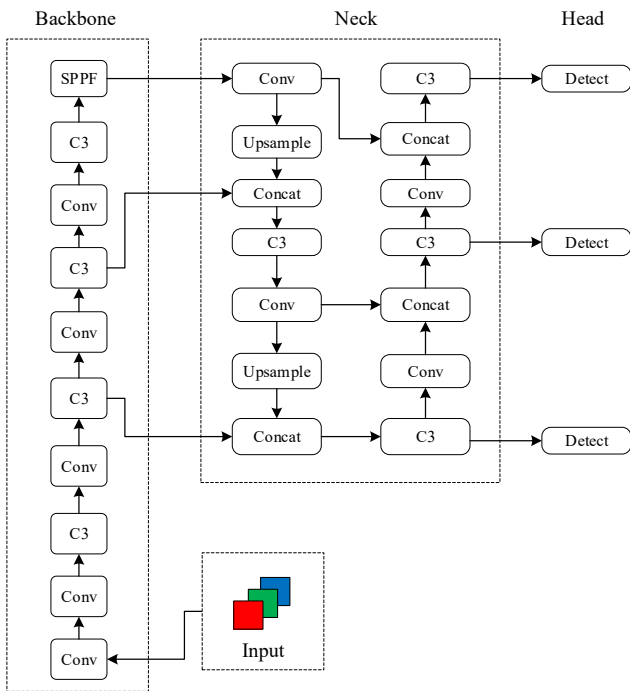 Backbone
Neck
Head
SPPF
C3
Conv
C3
Conv
C3
Conv
C3
Conv
Conv
Conv
Upsample
Concat
C3
Conv
Upsample
Concat
C3
Concat
Conv
C3
Concat
Conv
C3
Detect
Detect
Detect
Input